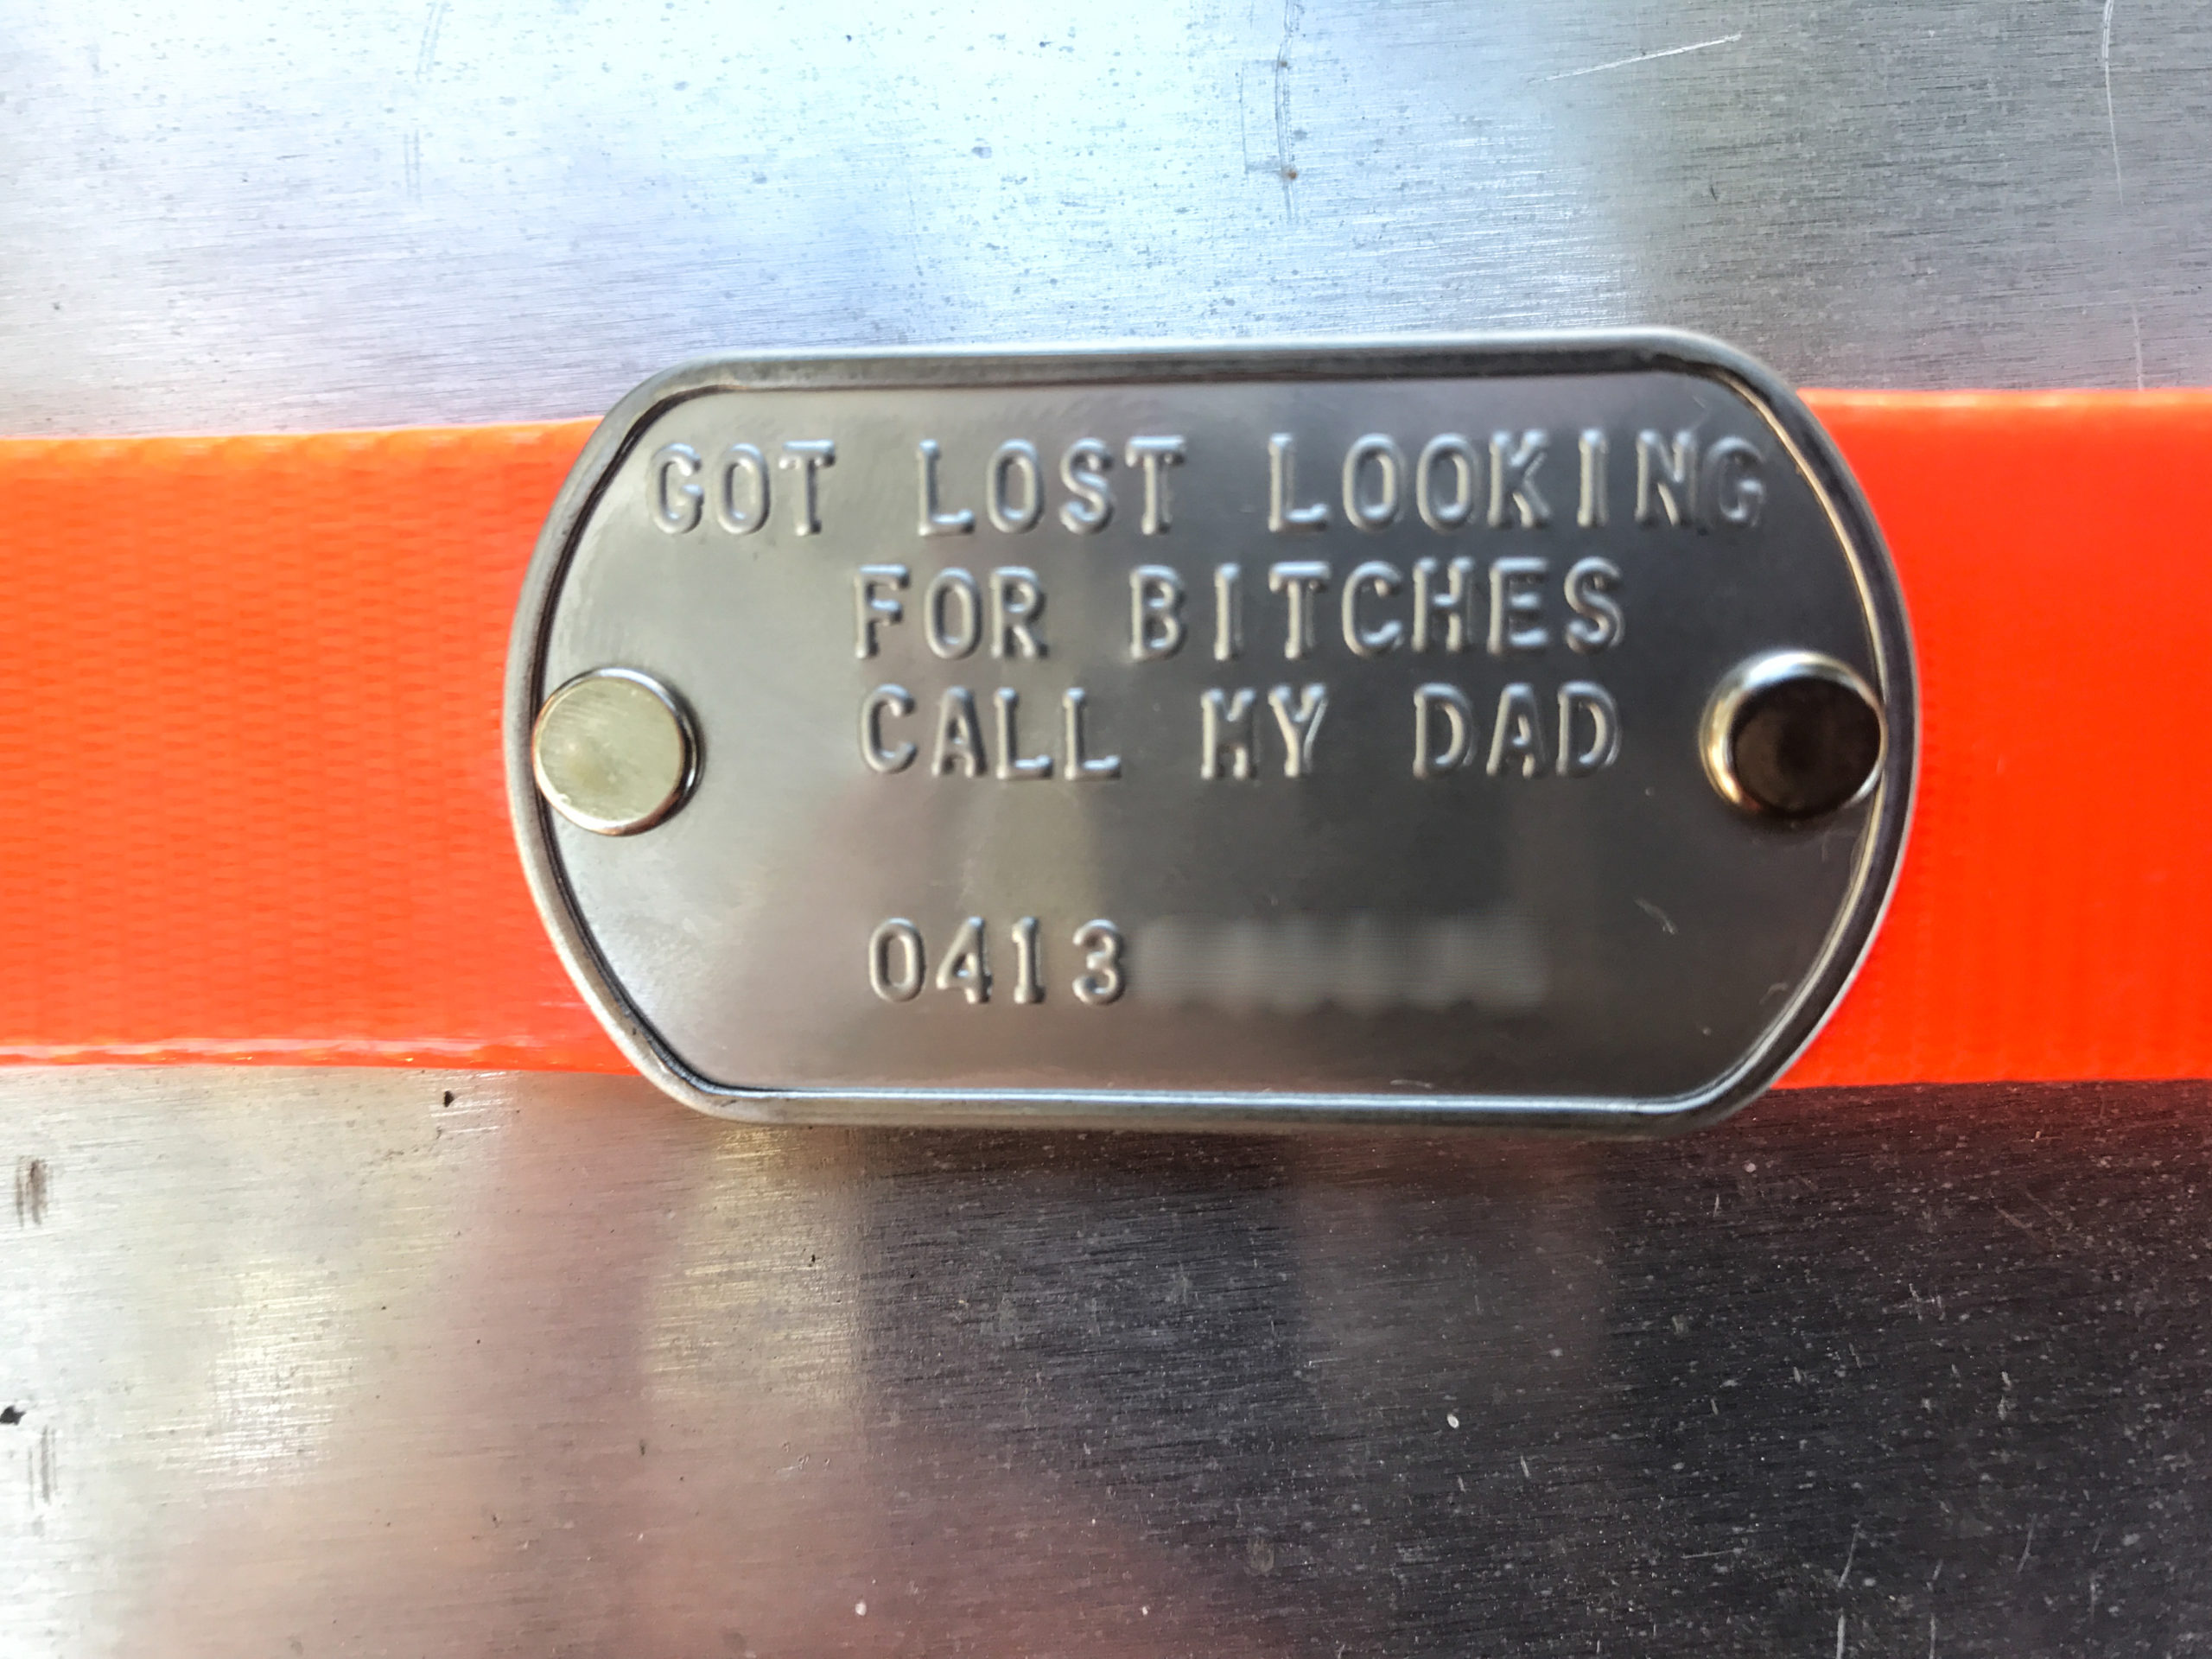 GOT LOST LOOKING
FOR BITCHES
CALL MY DAD
0413